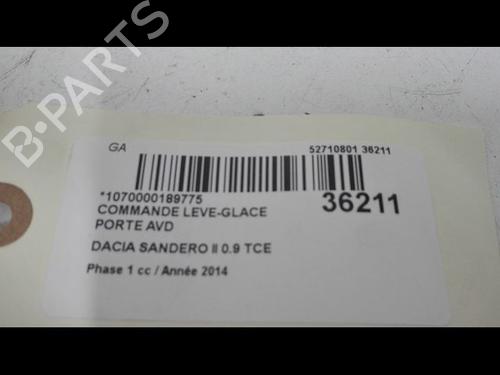 B-PARTS
GA
52710801 36211
*1070000189775
36211
COMMANDE LEVE-GLACE
PORTE AVD
DACIA SANDERO II 0.9 TCE
Phase 1 cc / Année 2014